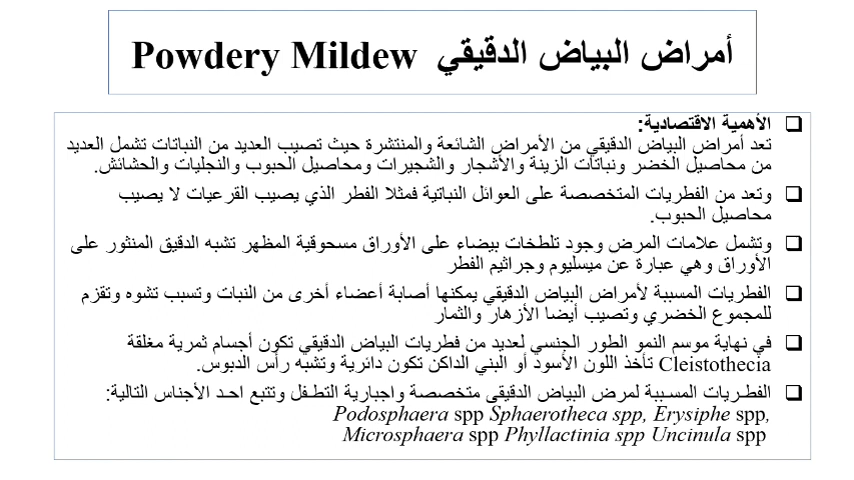 أمراض البياض الدقيقي Powdery Mildew
❑ الأهمية الاقتصادية:
تعد أمراض البياض الدقيقي من الأمراض الشائعة والمنتشرة حيث تصيب العديد من النباتات تشمل العديد
من محاصيل الخضر ونباتات الزينة والأشجار والشجيرات ومحاصيل الحبوب والنجليات والحشائش.
❑ وتعد من الفطريات المتخصصة على العوائل النباتية فمثلا الفطر الذي يصيب القرعيات لا يصيب
محاصيل الحبوب.
❑ وتشمل علامات المرض وجود تلطخات بيضاء على الأوراق مسحوقية المظهر تشبه الدقيق المنثور على
الأوراق وهي عبارة عن ميسليوم وجراثيم الفطر
❑ الفطريات المسببة لأمراض البياض الدقيقي يمكنها أصابة أعضاء أخرى من النبات وتسبب تشوه وتقزم
للمجموع الخضري وتصيب أيضا الأزهار والثمار
❑ في نهاية موسم النمو الطور الجنسي لعديد من فطريات البياض الدقيقي تكون أجسام ثمرية مغلقة
Cleistothecia تأخذ اللون الأسود أو البني الداكن تكون دائرية وتشبه رأس الدبوس.
❑ الفطريات المسببة لمرض البياض الدقيقى متخصصة واجبارية التطفل وتتبع احد الأجناس التالية:
Podosphaera spp Sphaerotheca spp, Erysiphe spp,
Microsphaera spp Phyllactinia spp Uncinula spp